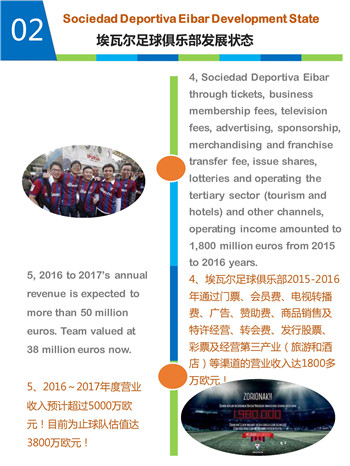 02
Sociedad Deportiva Eibar Development State
埃瓦尔足球俱乐部发展状态
4, Sociedad Deportiva Eibar
through tickets, business
membership fees, television
fees, advertising, sponsorship,
merchandising and franchise
transfer fee, issue shares,
lotteries and operating the
tertiary sector (tourism and
hotels) and other channels,
operating income amounted to
1,800 million euros from 2015
to 2016 years.
4、埃瓦尔足球俱乐部2015-2016
年通过门票、会员费、电视转播
费、广告、赞助费、商品销售及
特许经营、转会费、发行股票、
彩票及经营第三产业（旅游和酒
店）等渠道的营业收入达1800多
万欧元！
5, 2016 to 2017's annual
revenue is expected to
more than 50 million
euros. Team valued at
38 million euros now.
5、2016～2017年度营业
收入预计超过5000万欧
元！目前为止球队估值达
3800万欧元！
ZORIONAK!!
1.980.000